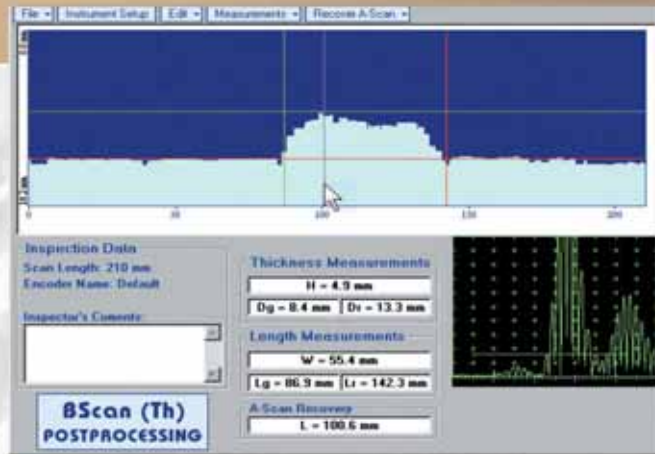 File Instrument Setup Edit Measurements Recover A-Scan
0 50 100 150 200
Inspection Data
Scan Length: 210 mm
Encoder Name: Default
Inspector's Coments:
Thickness Measurements
H = 4.9 mm
Dg = 8.4 mm Dr = 13.3 mm
Length Measurements
W = 55.4 mm
Lg = 86.9 mm Lr = 142.3 mm
A-Scan Recovery
L = 100.6 mm
BScan (Th)
POSTPROCESSING